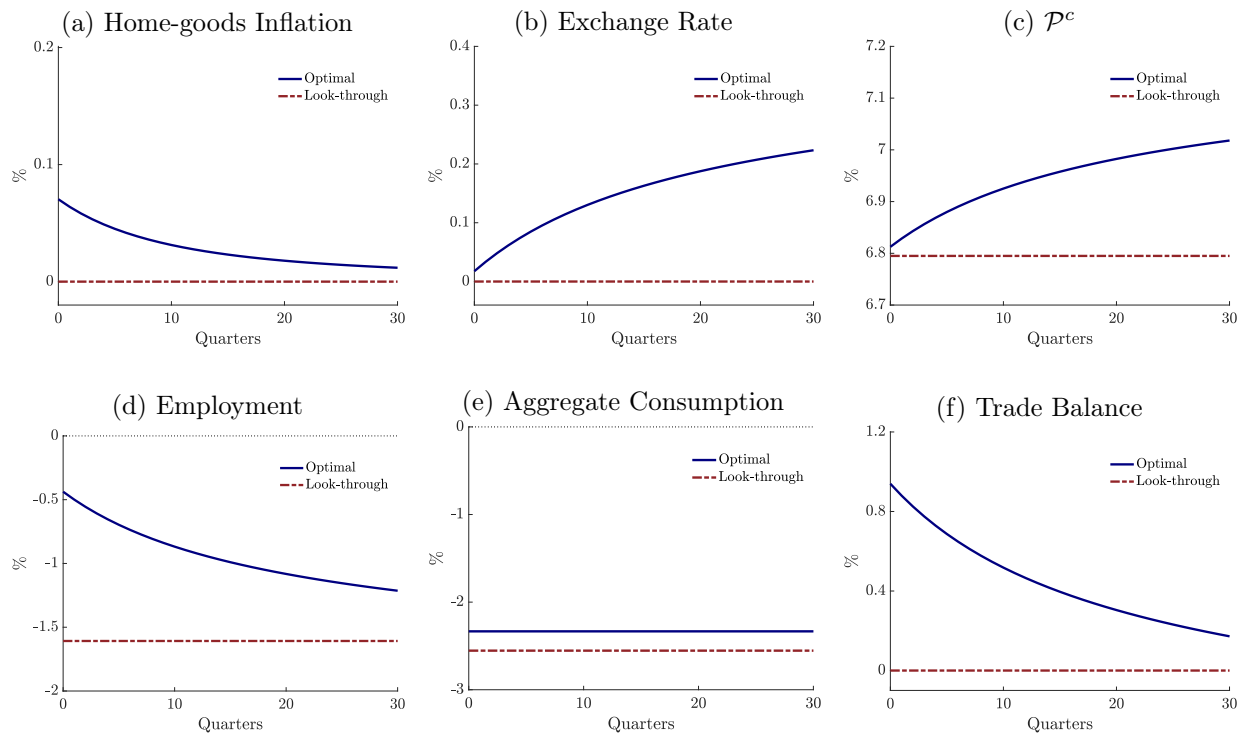 (a) Home-goods Inflation
0.2
0.1
0
%
0
10
20
30
Quarters
Optimal
Look-through
(b) Exchange Rate
0.4
0.3
0.2
0.1
0
%
0
10
20
30
Quarters
Optimal
Look-through
(c) 𝒫ᶜ
7.2
7.1
7
6.9
6.8
6.7
%
0
10
20
30
Quarters
Optimal
Look-through
(d) Employment
0
-0.5
-1
-1.5
-2
%
0
10
20
30
Quarters
Optimal
Look-through
(e) Aggregate Consumption
0
-1
-2
-3
%
0
10
20
30
Quarters
Optimal
Look-through
(f) Trade Balance
1.2
0.8
0.4
0
%
0
10
20
30
Quarters
Optimal
Look-through